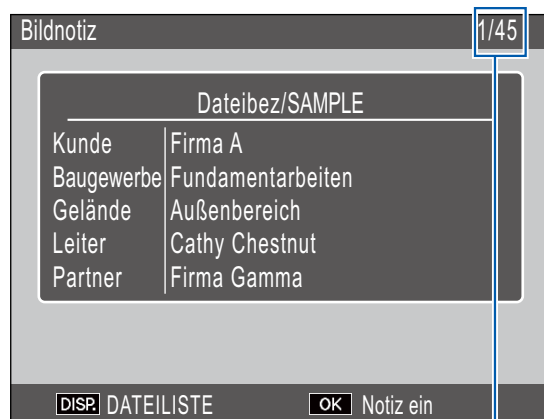 Bildnotiz 1/45
Dateibez/SAMPLE
Kunde Firma A
Baugewerbe Fundamentarbeiten
Gelände Außenbereich
Leiter Cathy Chestnut
Partner Firma Gamma
DISP. DATEILISTE OK Notiz ein